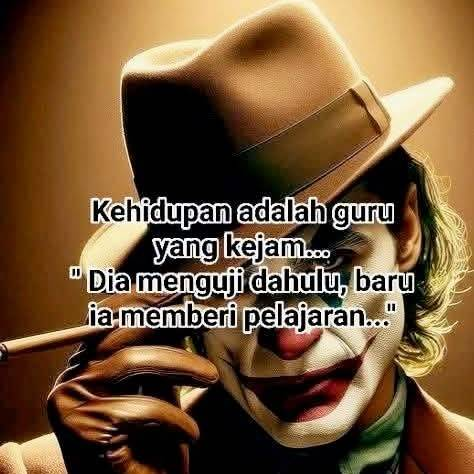 Kehidupan adalah guru
yang kejam...
" Dia menguji dahulu, baru
ia memberi pelajaran..."